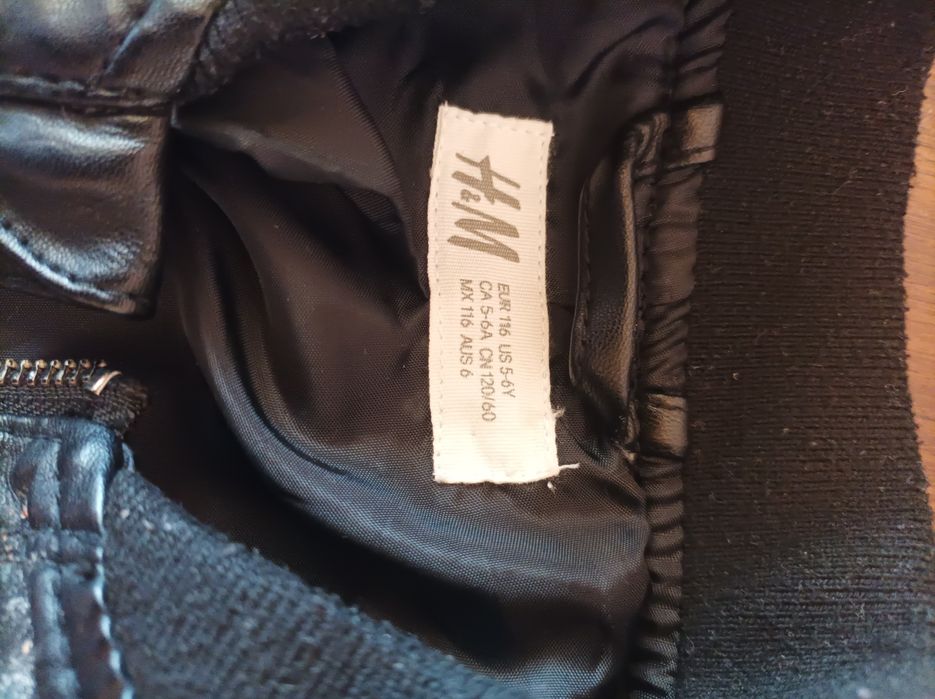 H&M
EUR 116 US 5-6Y
CA 5-6A CN 120/60
MX 116 AUS 6